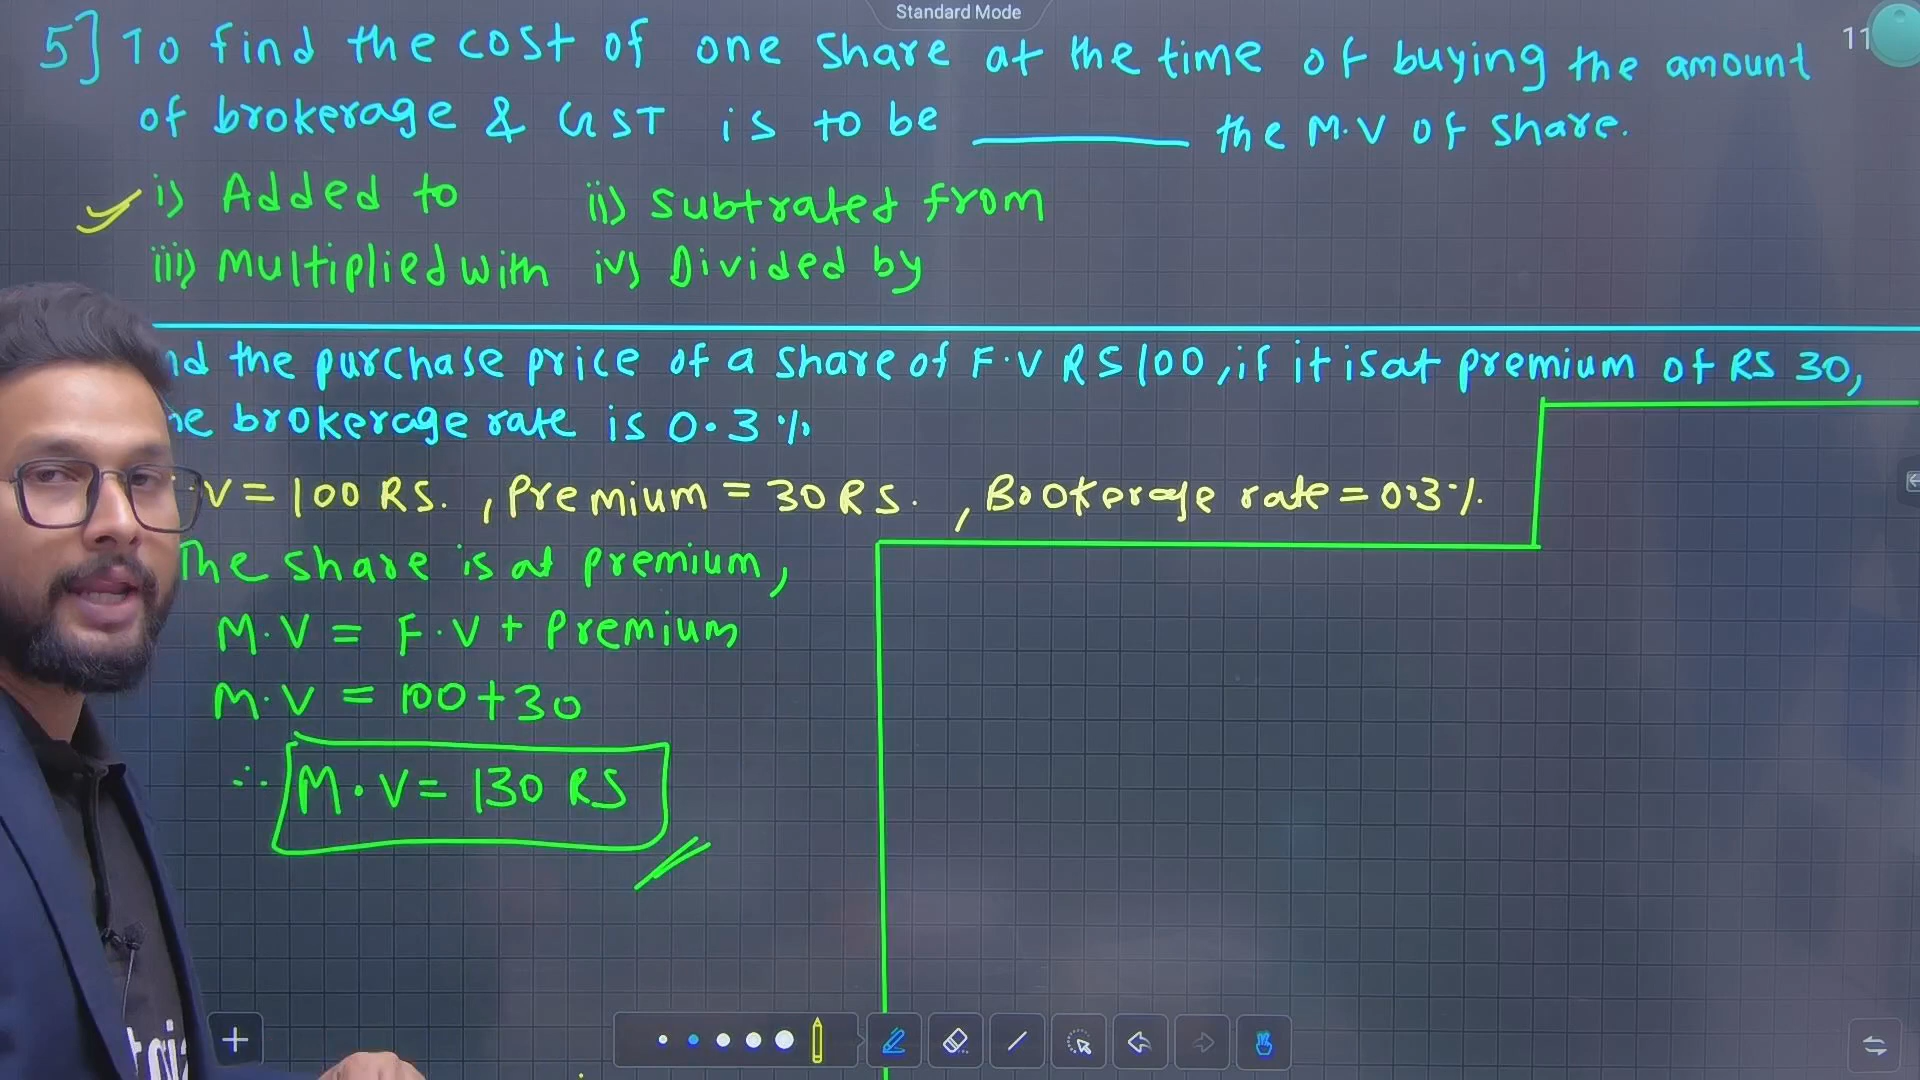 Standard Mode
11
5] To find the cost of one share at the time of buying the amount
of brokerage & GST is to be ________ the M.V of share.
i) Added to ii) subtrated from
iii) Multiplied with iv) Divided by
the purchase price of a share of F.V RS 100, if it is at premium of RS 30,
brokerage rate is 0.3 %
V = 100 RS. , Premium = 30 RS. , Brokerage rate = 0.3 %.
The share is at premium,
M.V = F.V + Premium
M.V = 100 + 30
∴ M.V = 130 RS